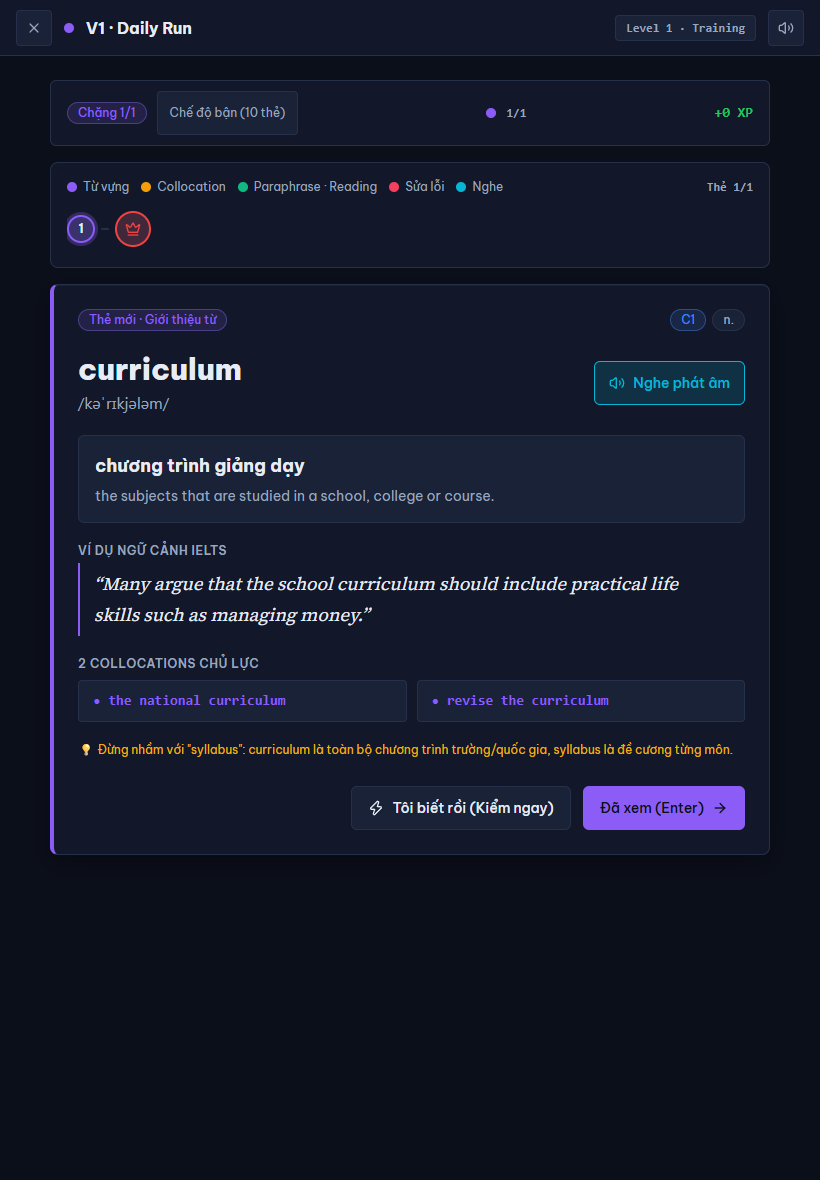 V1 · Daily Run
Level 1 · Training
Chặng 1/1
Chế độ bận (10 thẻ)
1/1
+0 XP
Từ vựng
Collocation
Paraphrase · Reading
Sửa lỗi
Nghe
Thẻ 1/1
1
Thẻ mới · Giới thiệu từ
C1
n.
curriculum
/kəˈrɪkjələm/
Nghe phát âm
chương trình giảng dạy
the subjects that are studied in a school, college or course.
VÍ DỤ NGỮ CẢNH IELTS
“Many argue that the school curriculum should include practical life
skills such as managing money.”
2 COLLOCATIONS CHỦ LỰC
• the national curriculum
• revise the curriculum
💡 Đừng nhầm với "syllabus": curriculum là toàn bộ chương trình trường/quốc gia, syllabus là đề cương từng môn.
Tôi biết rồi (Kiểm ngay)
Đã xem (Enter) →